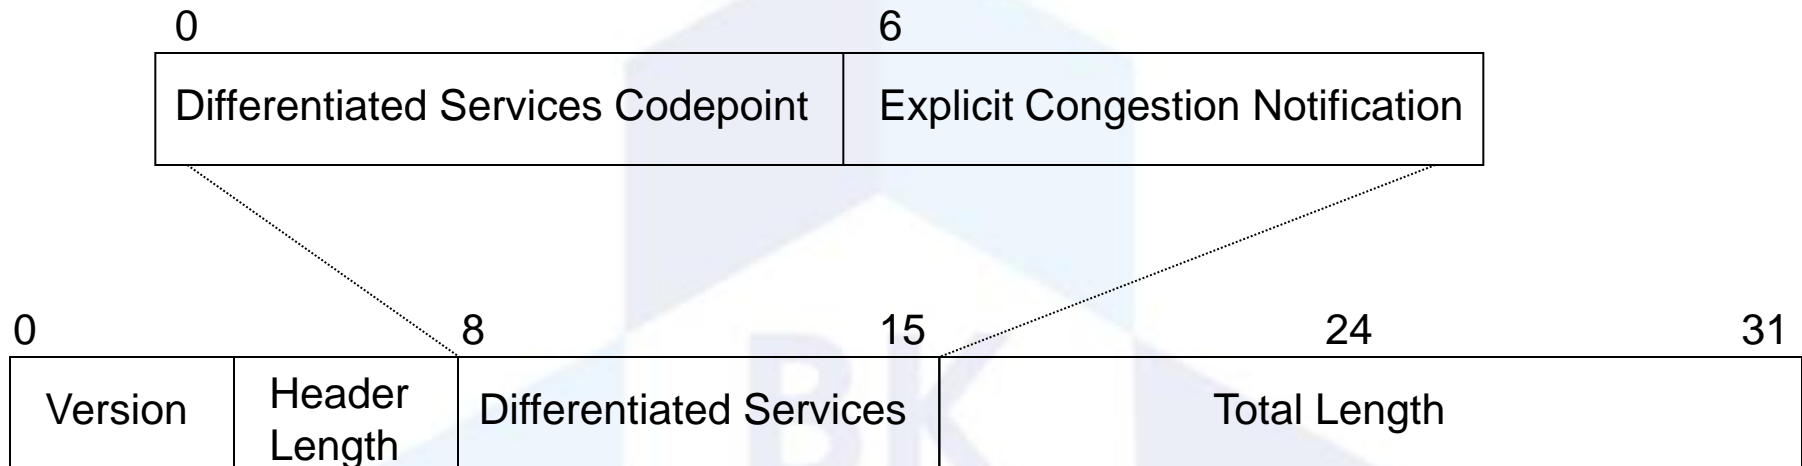 0 6
Differentiated Services Codepoint Explicit Congestion Notification
0 8 15 24 31
Version Header Length Differentiated Services Total Length
BK